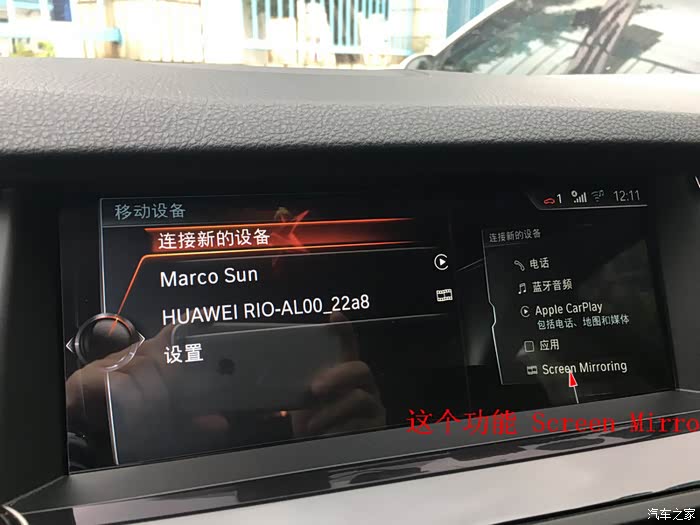 移动设备
1 12:11
连接新的设备
Marco Sun
HUAWEI RIO-AL00_22a8
设置
连接新的设备
电话
蓝牙音频
Apple CarPlay
包括电话、地图和媒体
应用
Screen Mirroring
这个功能 Screen Mirro
汽车之家